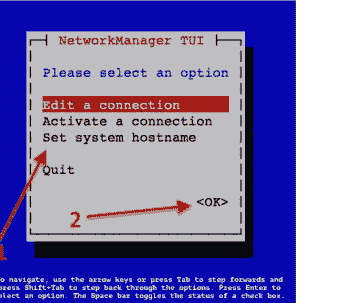 NetworkManager TUI
Please select an option
Edit a connection
Activate a connection
Set system hostname
Quit
2
<OK>
o navigate, use the arrow keys or press Tab to step forwards and
press Shift+Tab to step back through the options. Press Enter to
elect an option. The Space bar toggles the status of a check box.